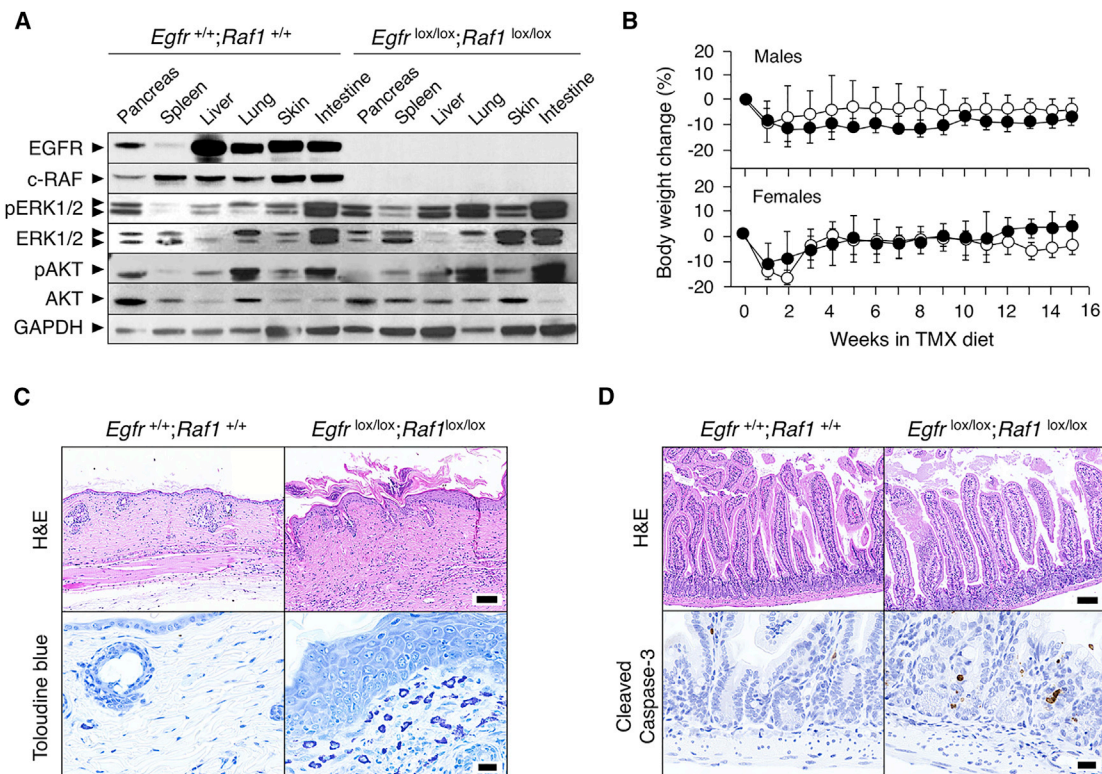 A
Egfr +/+;Raf1 +/+
Egfr lox/lox;Raf1 lox/lox
Pancreas Spleen Liver Lung Skin Intestine Pancreas Spleen Liver Lung Skin Intestine
EGFR
c-RAF
pERK1/2
ERK1/2
pAKT
AKT
GAPDH
B
Body weight change (%)
Males
20
10
0
-10
-20
Females
20
10
0
-10
-20
0 2 4 6 8 10 12 14 16
Weeks in TMX diet
C
Egfr +/+;Raf1 +/+
Egfr lox/lox;Raf1lox/lox
H&E
Toloudine blue
D
Egfr +/+;Raf1 +/+
Egfr lox/lox;Raf1 lox/lox
H&E
Cleaved
Caspase-3